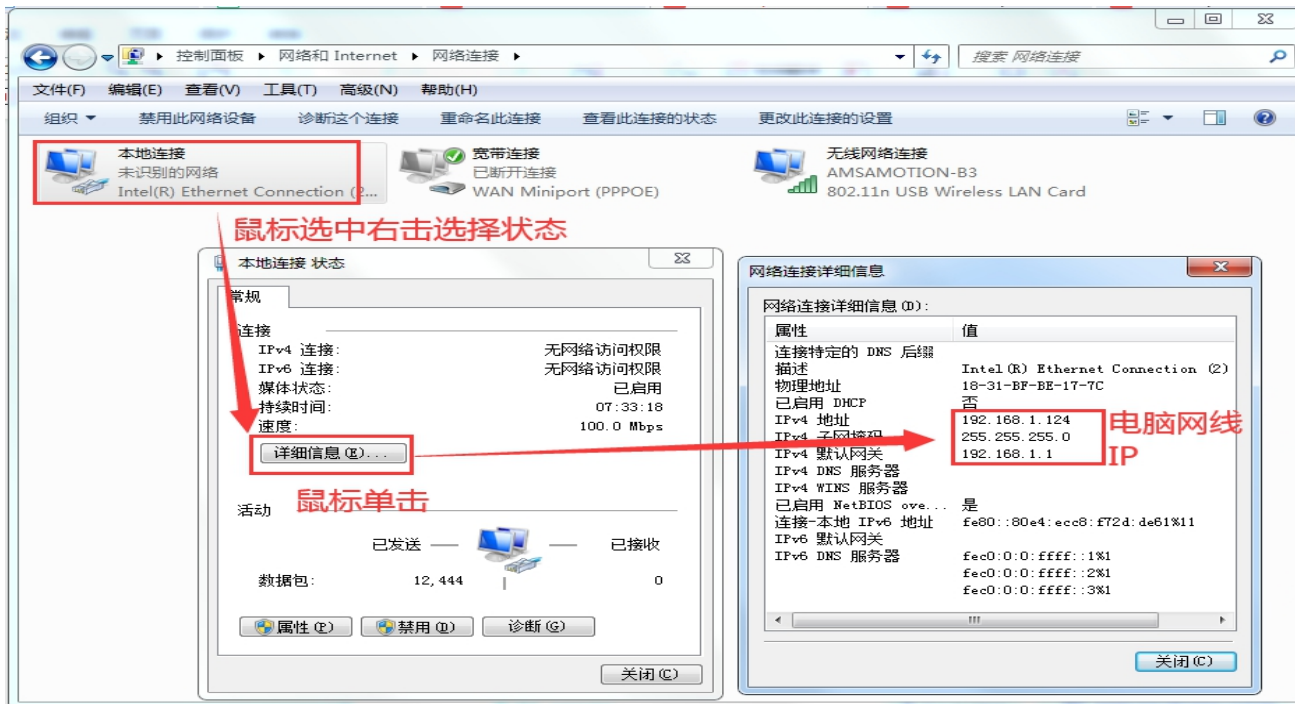 控制面板 ▸ 网络和 Internet ▸ 网络连接 ▸
搜索 网络连接
文件(F) 编辑(E) 查看(V) 工具(T) 高级(N) 帮助(H)
组织 禁用此网络设备 诊断这个连接 重命名此连接 查看此连接的状态 更改此连接的设置
本地连接
未识别的网络
Intel(R) Ethernet Connection (2...
宽带连接
已断开连接
WAN Miniport (PPPOE)
无线网络连接
AMSAMOTION-B3
802.11n USB Wireless LAN Card
鼠标选中右击选择状态
本地连接 状态
常规
连接
IPv4 连接: 无网络访问权限
IPv6 连接: 无网络访问权限
媒体状态: 已启用
持续时间: 07:33:18
速度: 100.0 Mbps
详细信息(E)...
鼠标单击
活动
已发送 — — 已接收
数据包: 12,444 0
属性(P) 禁用(D) 诊断(G)
关闭(C)
网络连接详细信息
网络连接详细信息(D):
属性 值
连接特定的 DNS 后缀
描述 Intel(R) Ethernet Connection (2)
物理地址 18-31-BF-BE-17-7C
已启用 DHCP 否
IPv4 地址 192.168.1.124
IPv4 子网掩码 255.255.255.0
IPv4 默认网关 192.168.1.1
IPv4 DNS 服务器
IPv4 WINS 服务器
已启用 NetBIOS ove... 是
连接-本地 IPv6 地址 fe80::80e4:ecc8:f72d:de61%11
IPv6 默认网关
IPv6 DNS 服务器 fec0:0:0:ffff::1%1
fec0:0:0:ffff::2%1
fec0:0:0:ffff::3%1
电脑网线
IP
关闭(C)